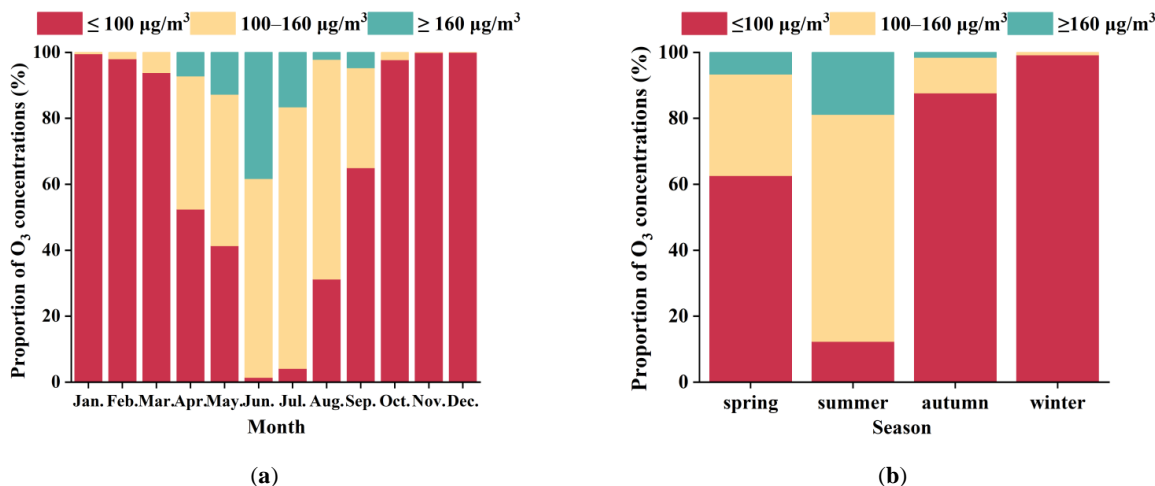 ≤ 100 μg/m³ 100–160 μg/m³ ≥ 160 μg/m³
Proportion of O₃ concentrations (%)
100
80
60
40
20
0
Jan. Feb. Mar. Apr. May. Jun. Jul. Aug. Sep. Oct. Nov. Dec.
Month
(a)
≤100 μg/m³ 100–160 μg/m³ ≥160 μg/m³
Proportion of O₃ concentrations (%)
100
80
60
40
20
0
spring summer autumn winter
Season
(b)